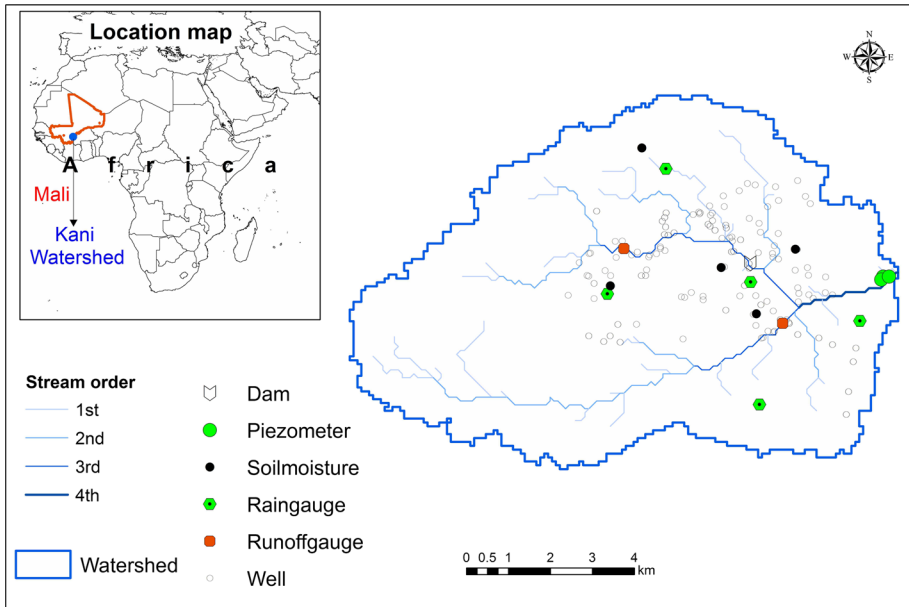 Location map
A f r i c a
Mali
Kani
Watershed
N
W E
S
Stream order
1st
2nd
3rd
4th
Watershed
Dam
Piezometer
Soilmoisture
Raingauge
Runoffgauge
Well
0 0.5 1 2 3 4
km